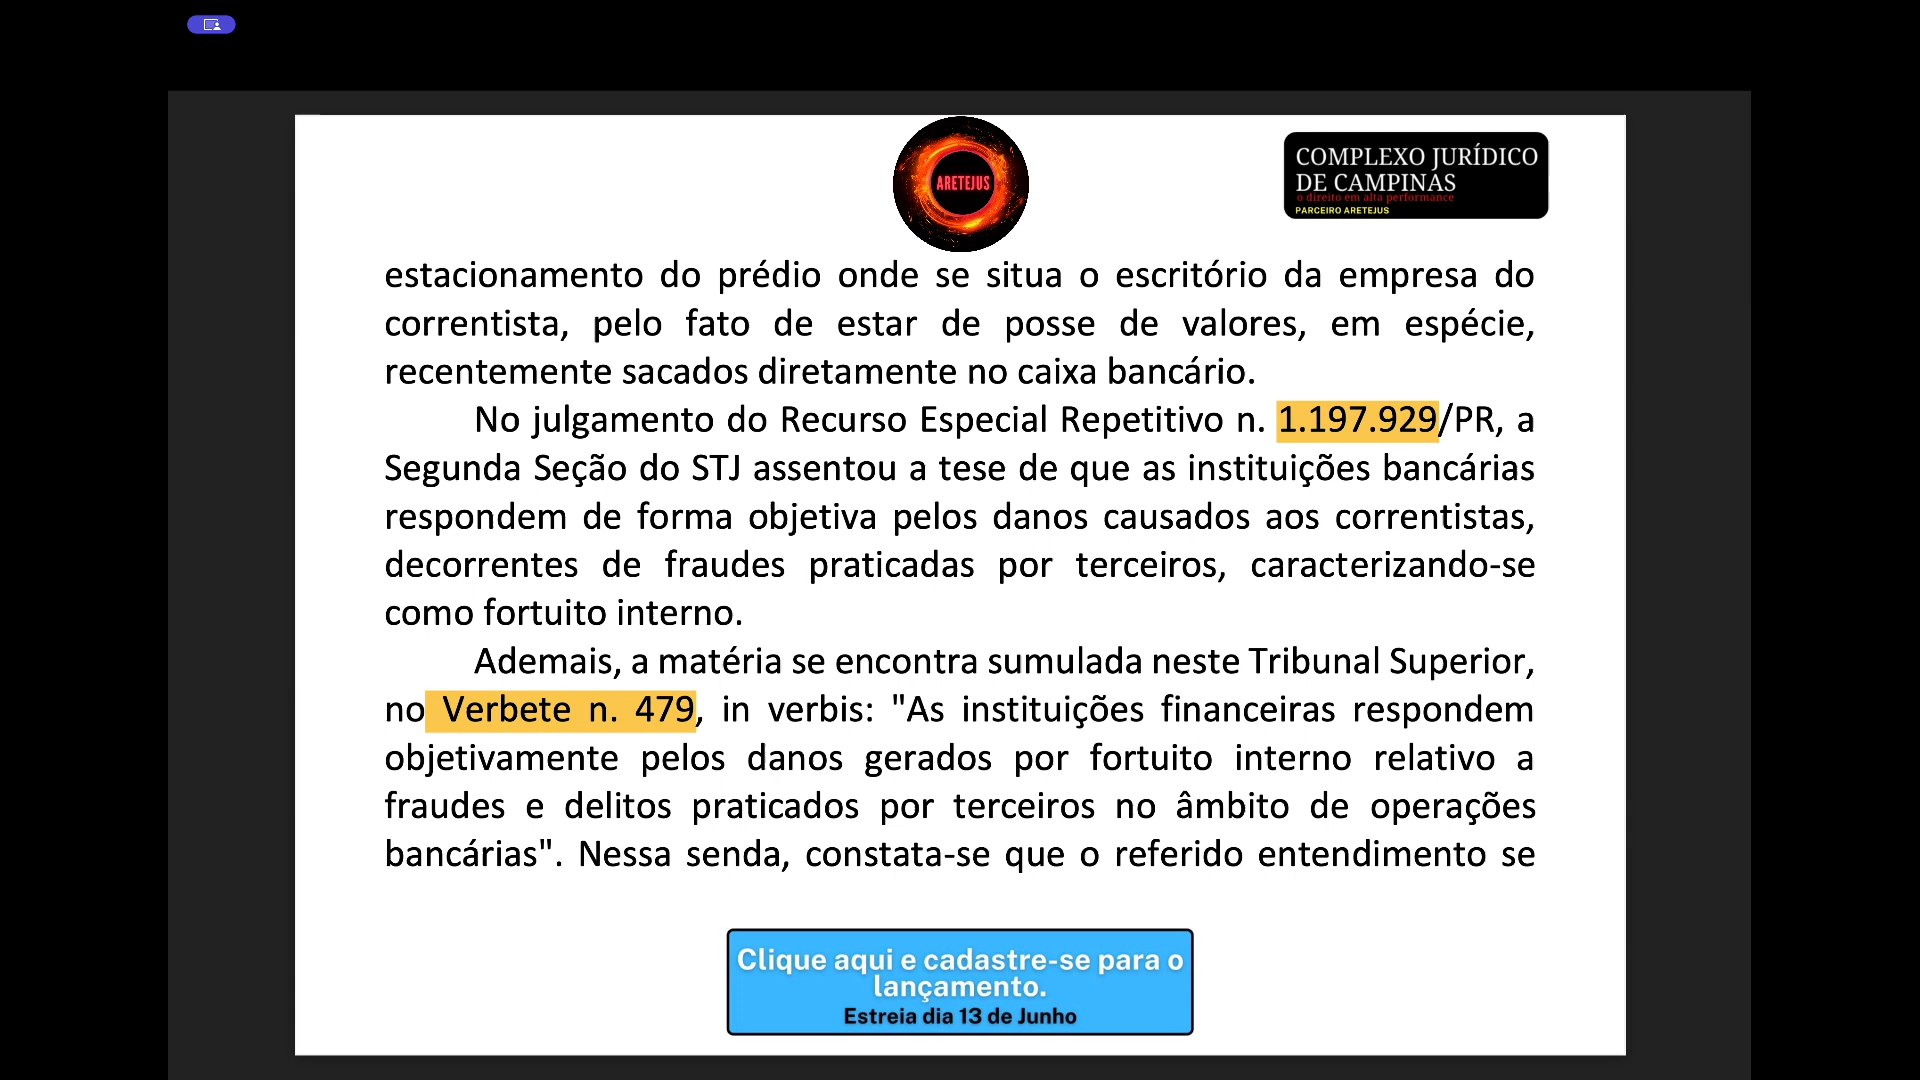 ARETEJUS
COMPLEXO JURÍDICO
DE CAMPINAS
o direito em alta performance
PARCEIRO ARETEJUS
estacionamento do prédio onde se situa o escritório da empresa do
correntista, pelo fato de estar de posse de valores, em espécie,
recentemente sacados diretamente no caixa bancário.
No julgamento do Recurso Especial Repetitivo n. 1.197.929/PR, a
Segunda Seção do STJ assentou a tese de que as instituições bancárias
respondem de forma objetiva pelos danos causados aos correntistas,
decorrentes de fraudes praticadas por terceiros, caracterizando-se
como fortuito interno.
Ademais, a matéria se encontra sumulada neste Tribunal Superior,
no Verbete n. 479, in verbis: "As instituições financeiras respondem
objetivamente pelos danos gerados por fortuito interno relativo a
fraudes e delitos praticados por terceiros no âmbito de operações
bancárias". Nessa senda, constata-se que o referido entendimento se
Clique aqui e cadastre-se para o
lançamento.
Estreia dia 13 de Junho